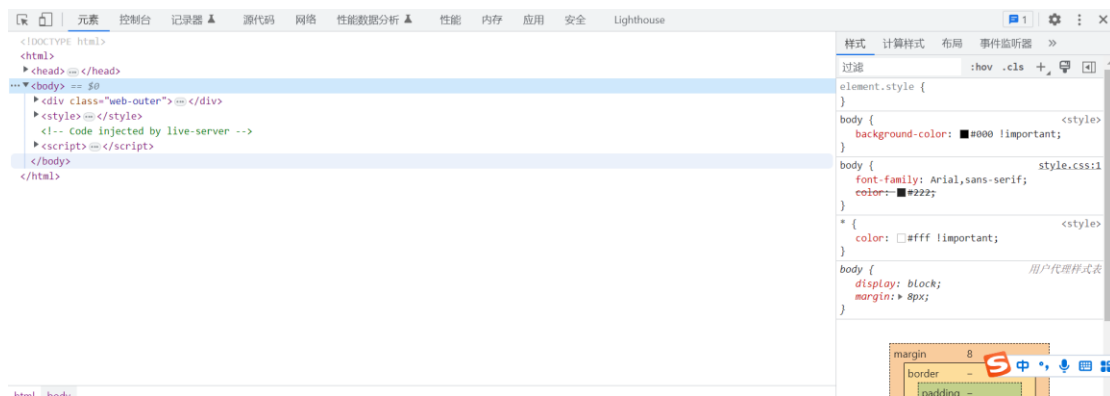 元素 控制台 记录器 源代码 网络 性能数据分析 性能 内存 应用 安全 Lighthouse 1
<!DOCTYPE html>
<html>
<head>…</head>
<body> == $0
<div class="web-outer">…</div>
<style>…</style>
<!-- Code injected by live-server -->
<script>…</script>
</body>
</html>
html body
样式 计算样式 布局 事件监听器 »
过滤 :hov .cls +
element.style {
}
body { <style>
background-color: #000 !important;
}
body { style.css:1
font-family: Arial,sans-serif;
color: #222;
}
* { <style>
color: #fff !important;
}
body { 用户代理样式表
display: block;
margin: 8px;
}
margin 8
border –
padding –
S 中 °,